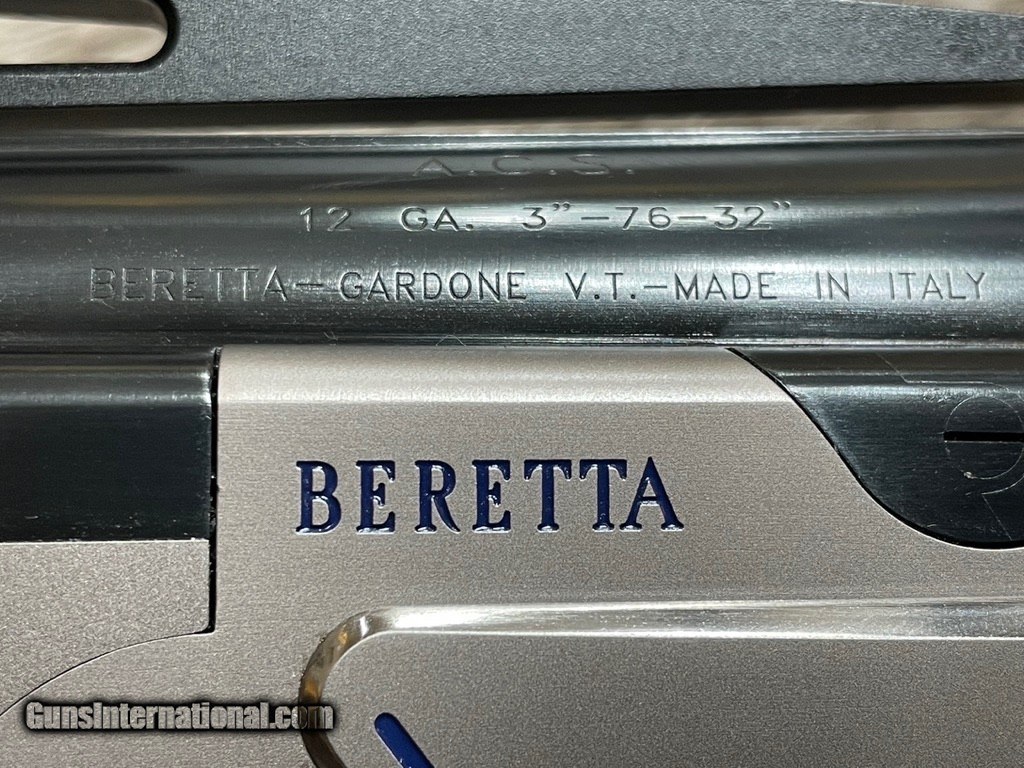 A.C.S.
12 GA. 3"-76-32"
BERETTA-GARDONE V.T.-MADE IN ITALY
BERETTA
GunsInternational.com